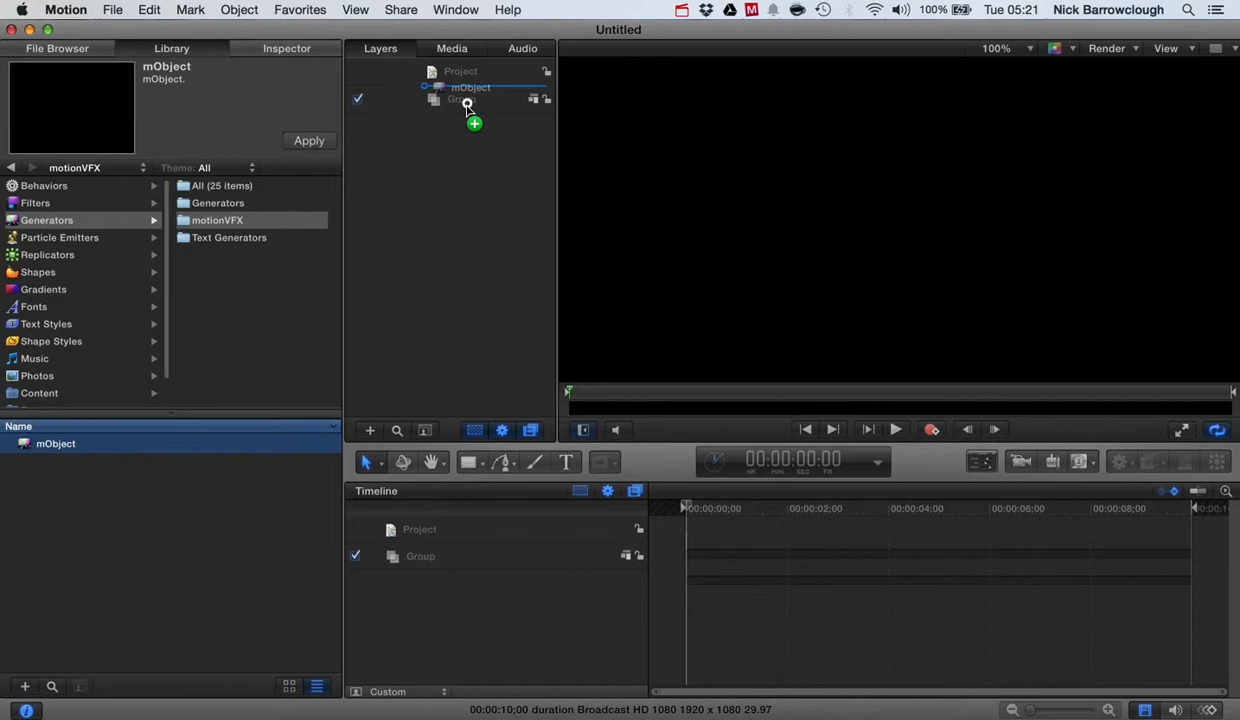 Motion File Edit Mark Object Favorites View Share Window Help 100% Tue 05:21 Nick Barrowclough
Untitled
File Browser Library Inspector Layers Media Audio 100% Render View
mObject
mObject.
Apply
motionVFX Theme: All
Behaviors
Filters
Generators
Particle Emitters
Replicators
Shapes
Gradients
Fonts
Text Styles
Shape Styles
Music
Photos
Content
All (25 items)
Generators
motionVFX
Text Generators
Name
mObject
Project
mObject
Group
00:00:00:00
HR MIN SEC FR
Timeline
00:00:00;00 00:00:02;00 00:00:04;00 00:00:06;00 00:00:08;00
Project
Group
Custom
00:00:10;00 duration Broadcast HD 1080 1920 x 1080 29.97